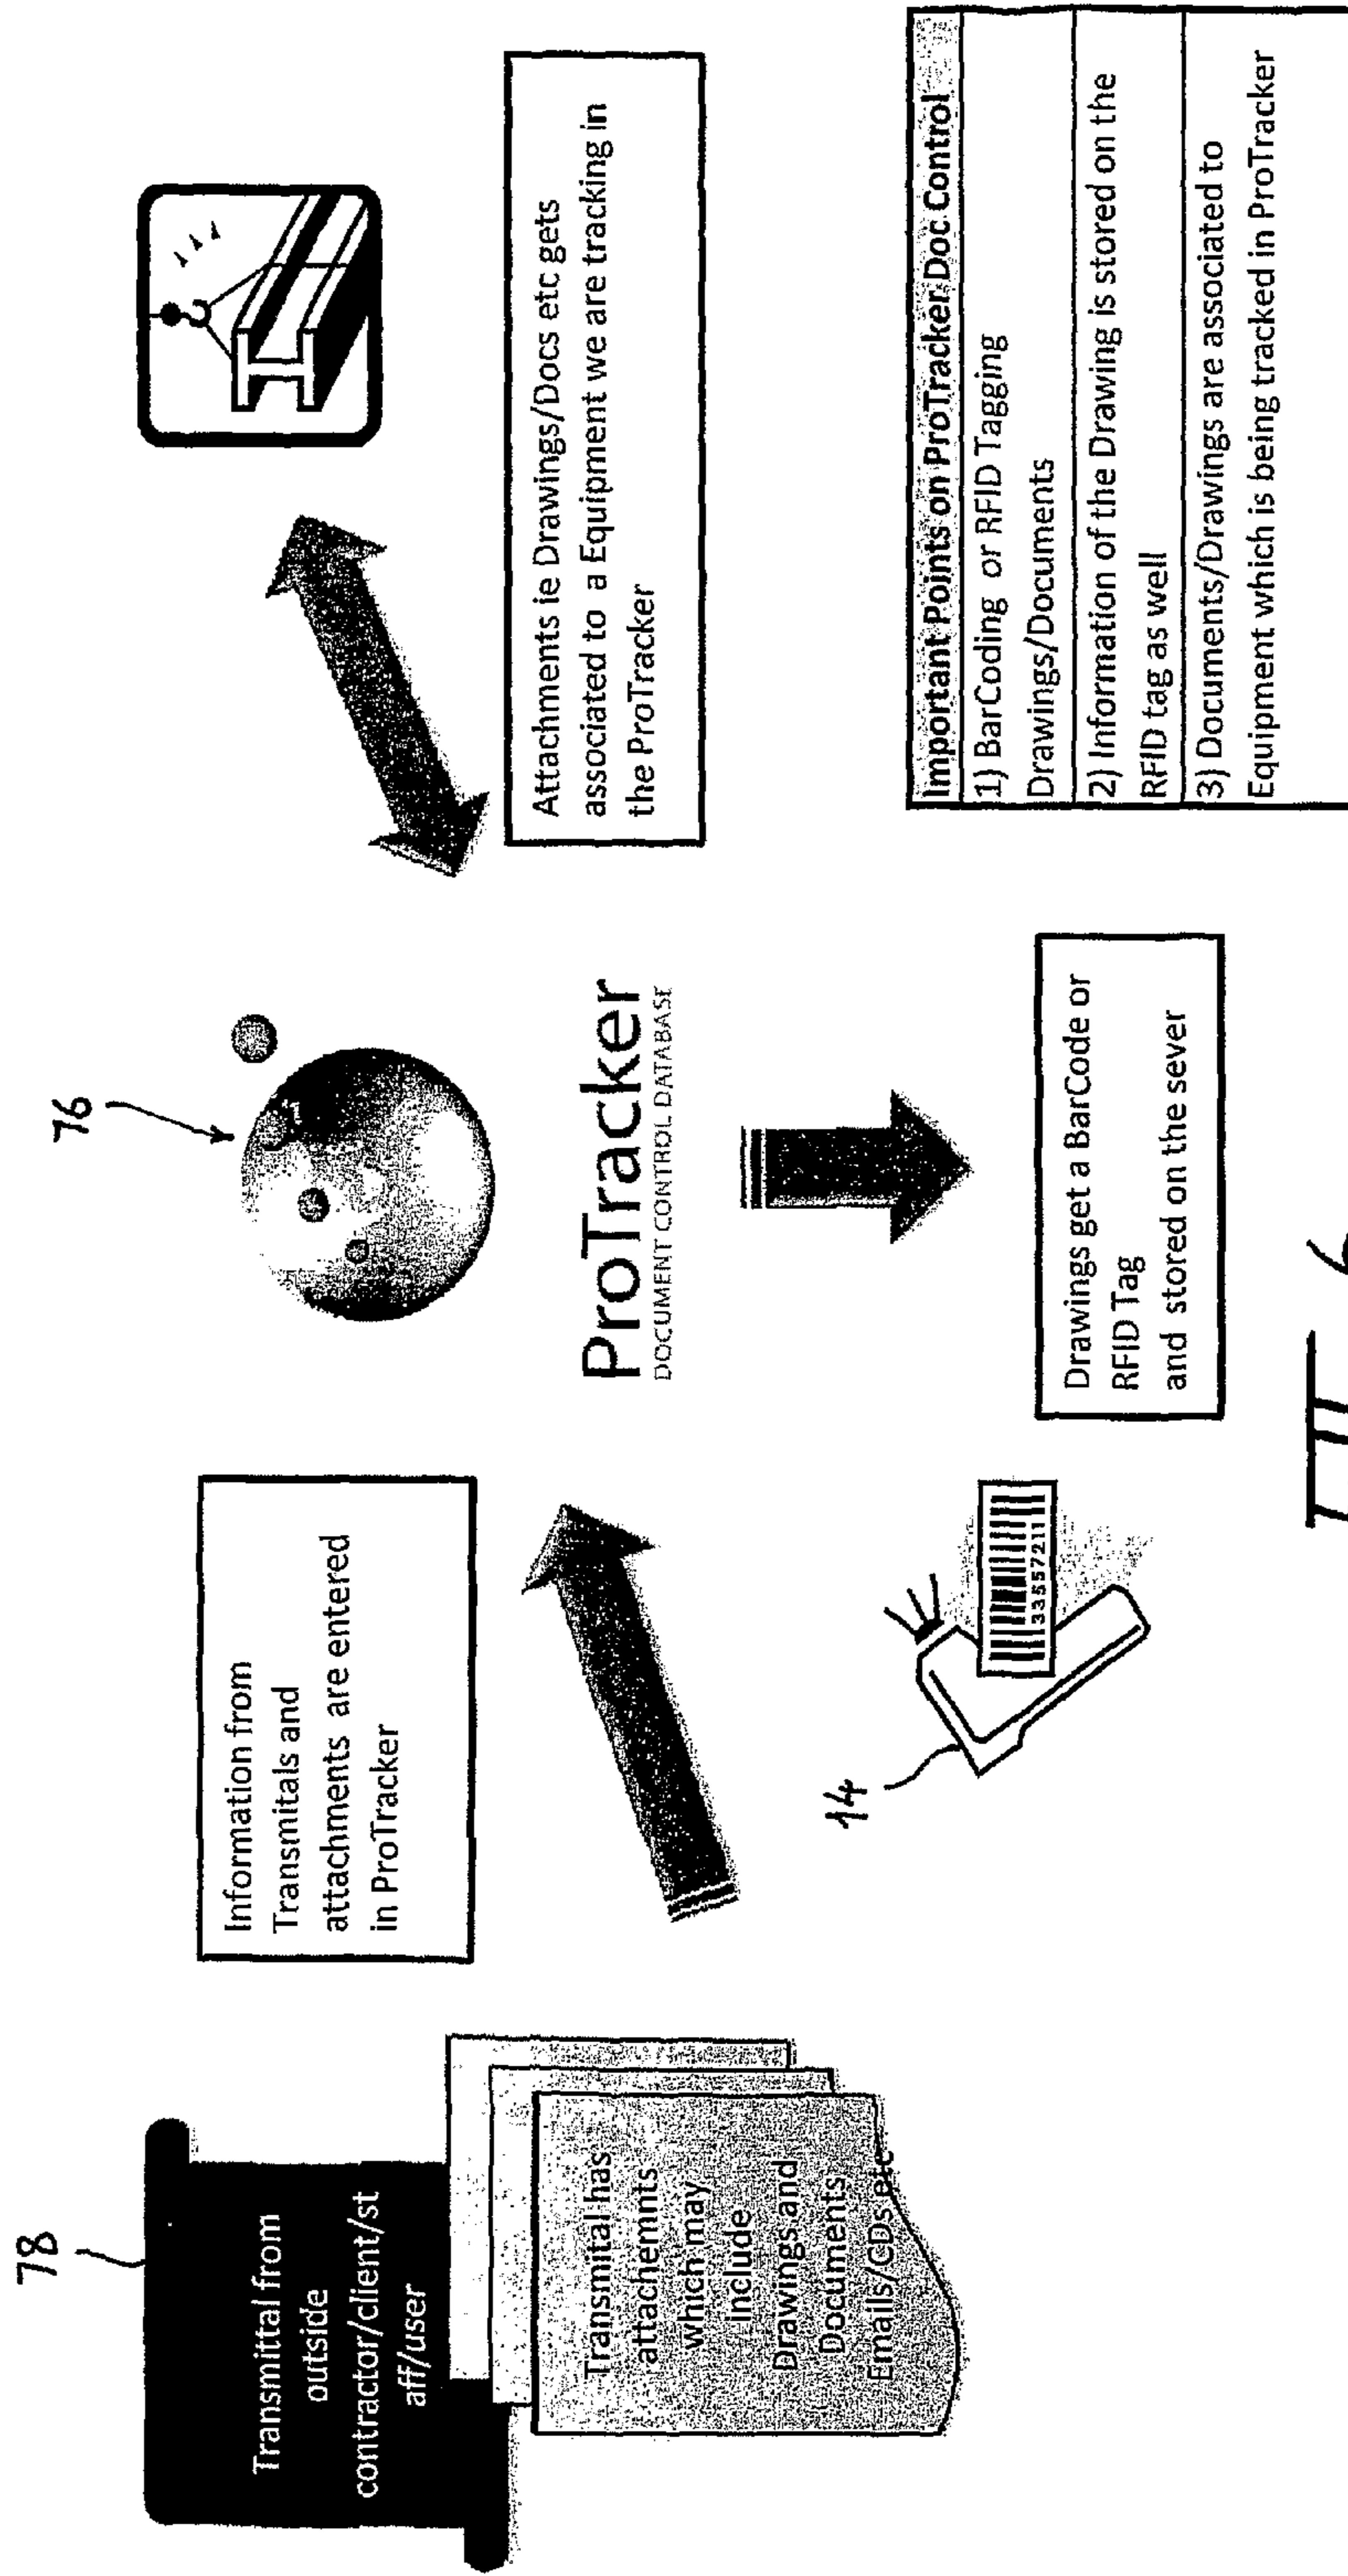 78
Transmittal from
outside
contractor/client/st
aff/user
Transmital has
attachemnts
which may
include
Drawings and
Documents
Emails/CDs etc
Information from
Transmitals and
attachments are entered
in ProTracker
14
33557211
76
ProTracker
DOCUMENT CONTROL DATABASE
Drawings get a BarCode or
RFID Tag
and stored on the sever
Attachments ie Drawings/Docs etc gets
associated to a Equipment we are tracking in
the ProTracker
Important Points on ProTracker Doc Control
1) BarCoding or RFID Tagging
Drawings/Documents
2) Information of the Drawing is stored on the
RFID tag as well
3) Documents/Drawings are associated to
Equipment which is being tracked in ProTracker